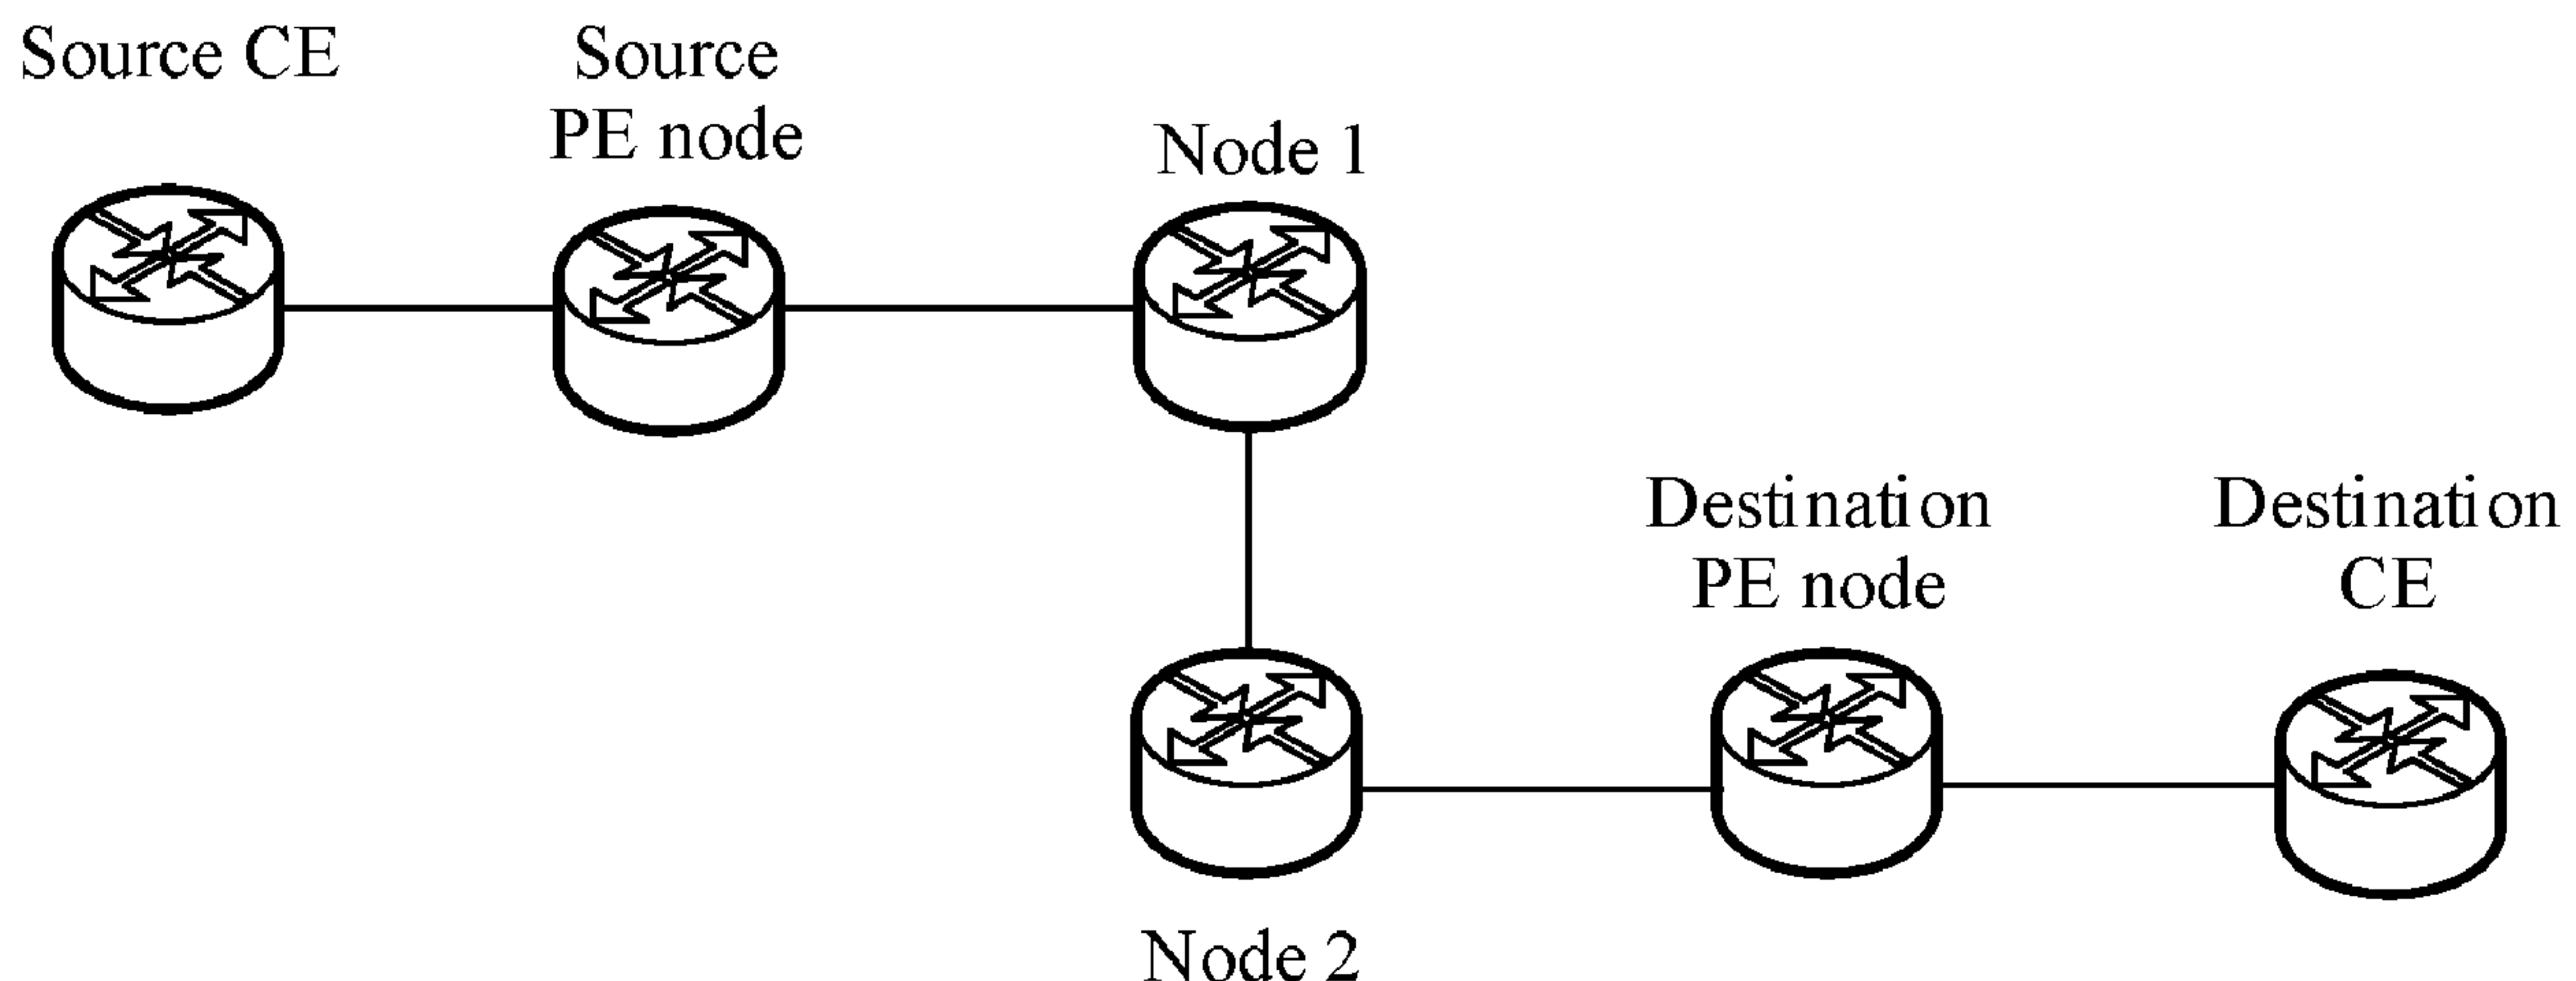 Source CE
Source
PE node
Node 1
Destination
PE node
Destination
CE
Node 2